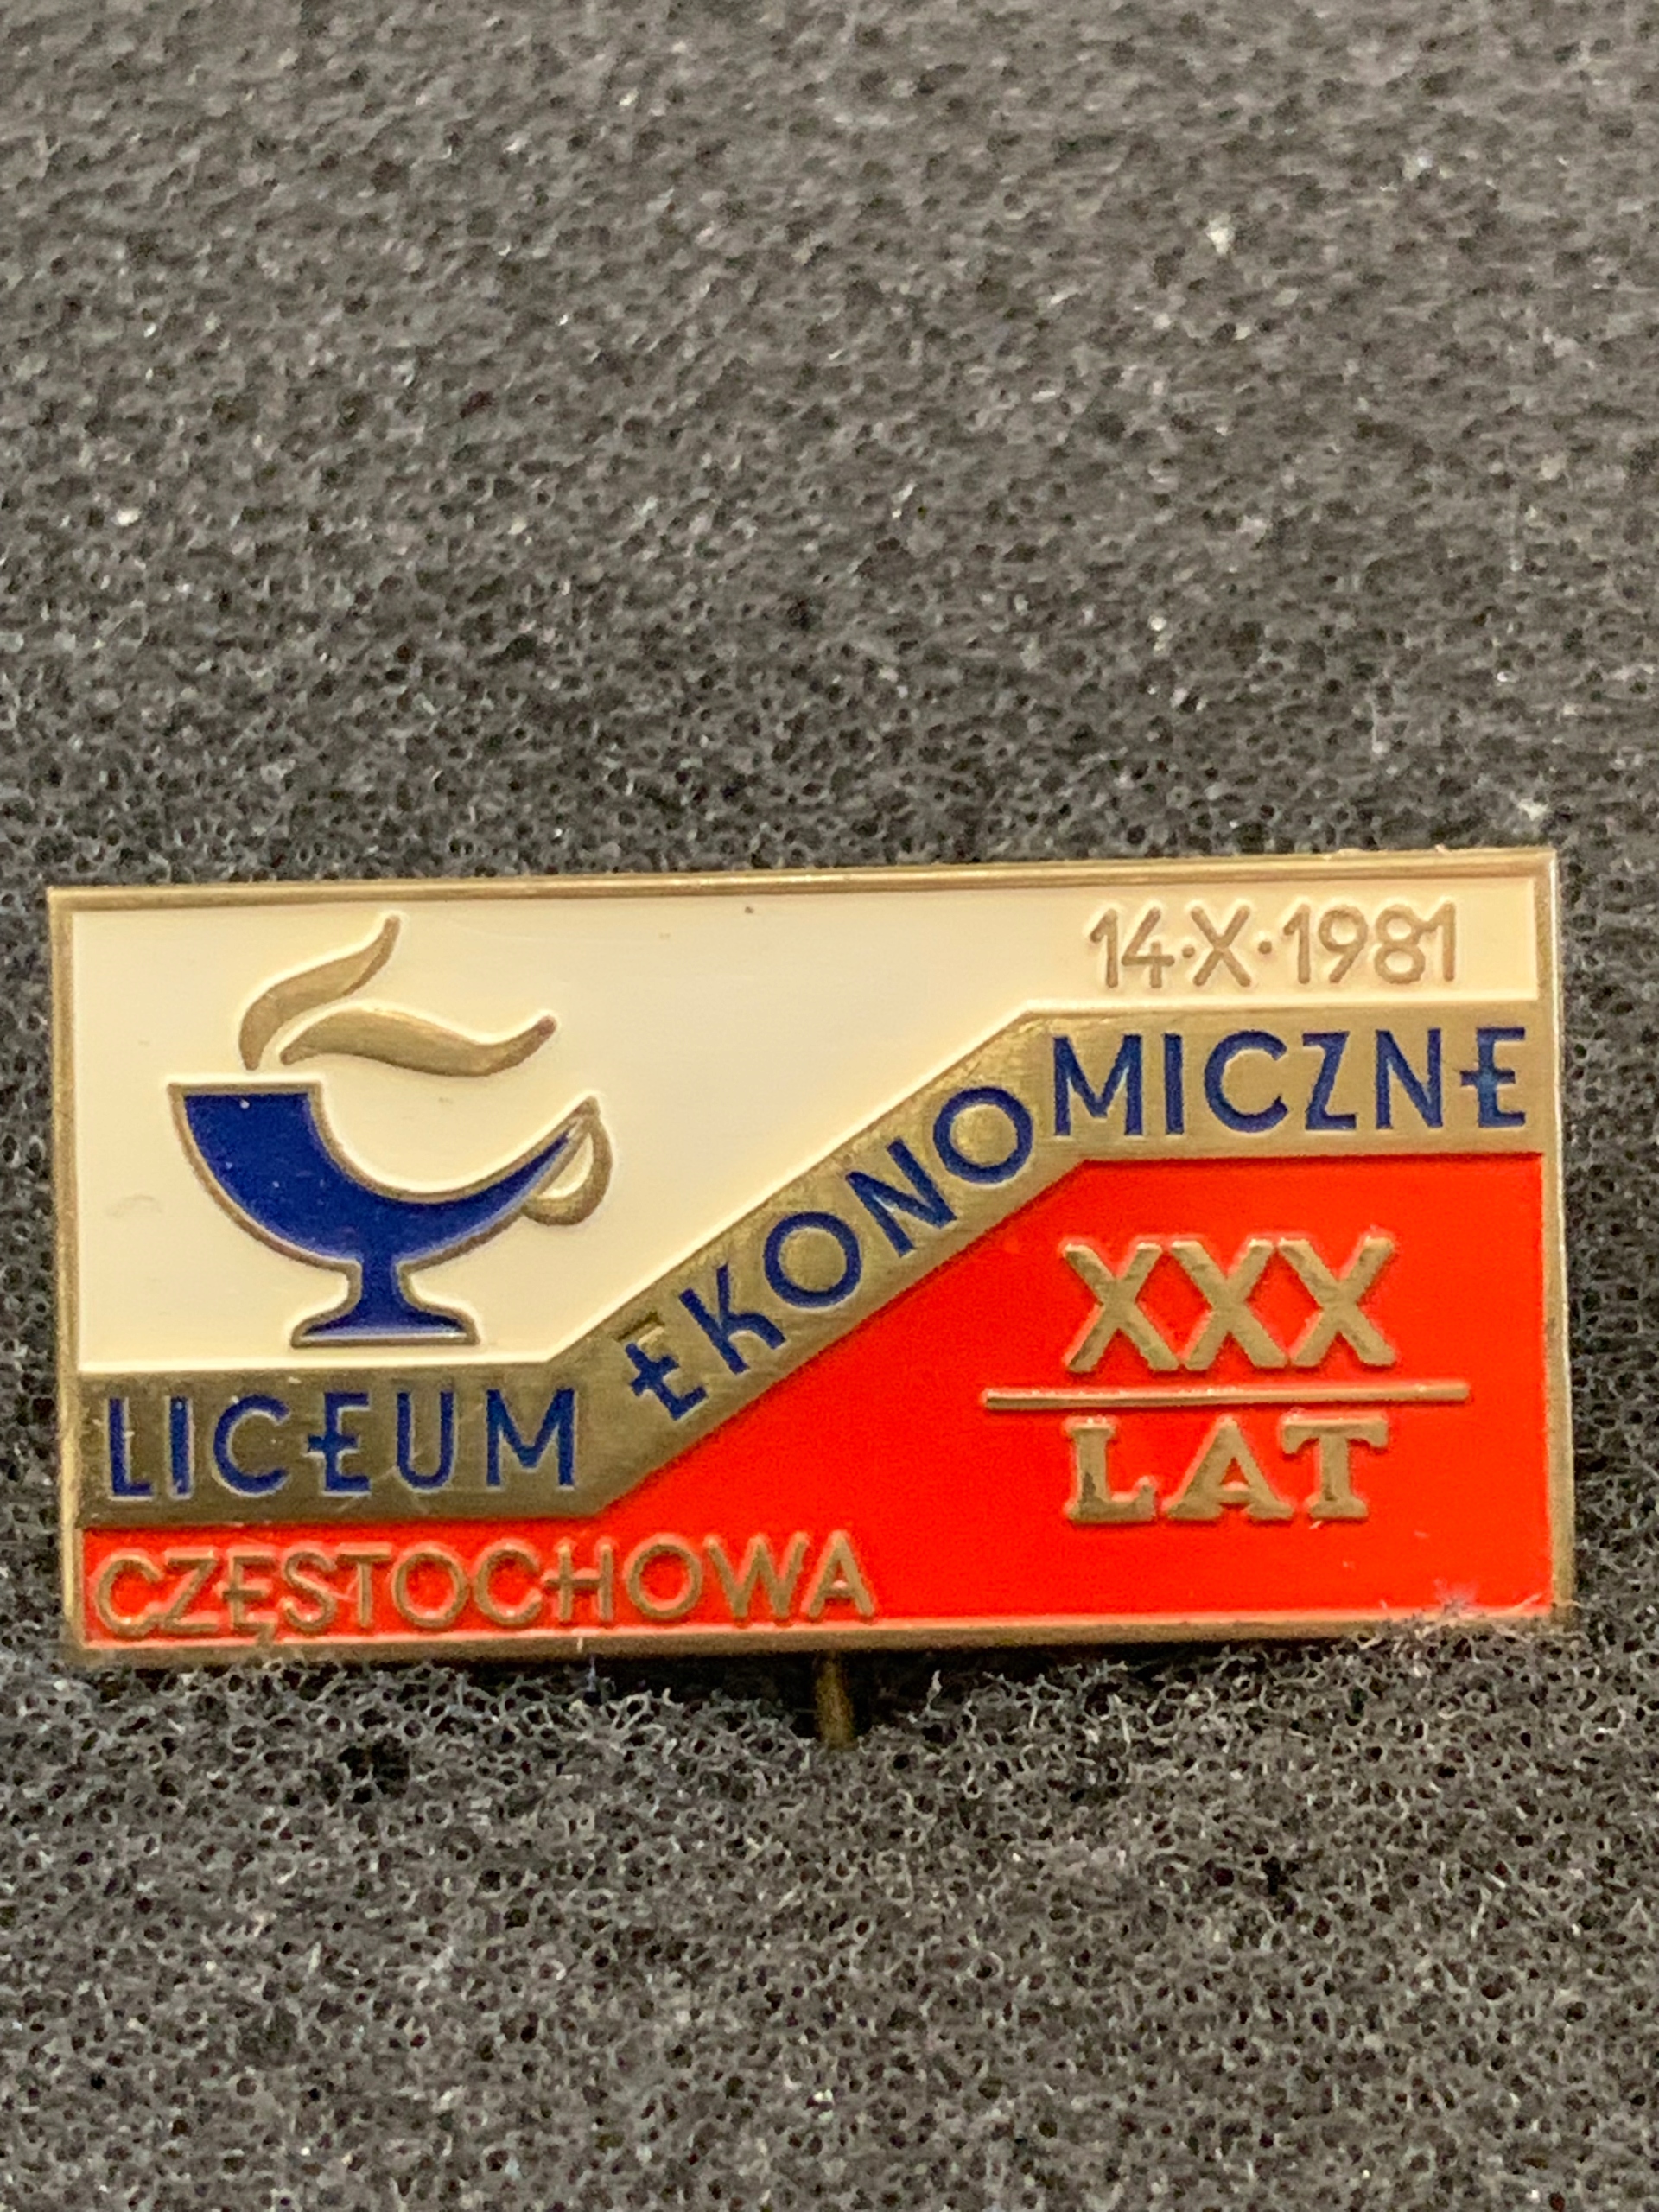 14·X·1981
LICEUM EKONOMICZNE
XXX
LAT
CZĘSTOCHOWA